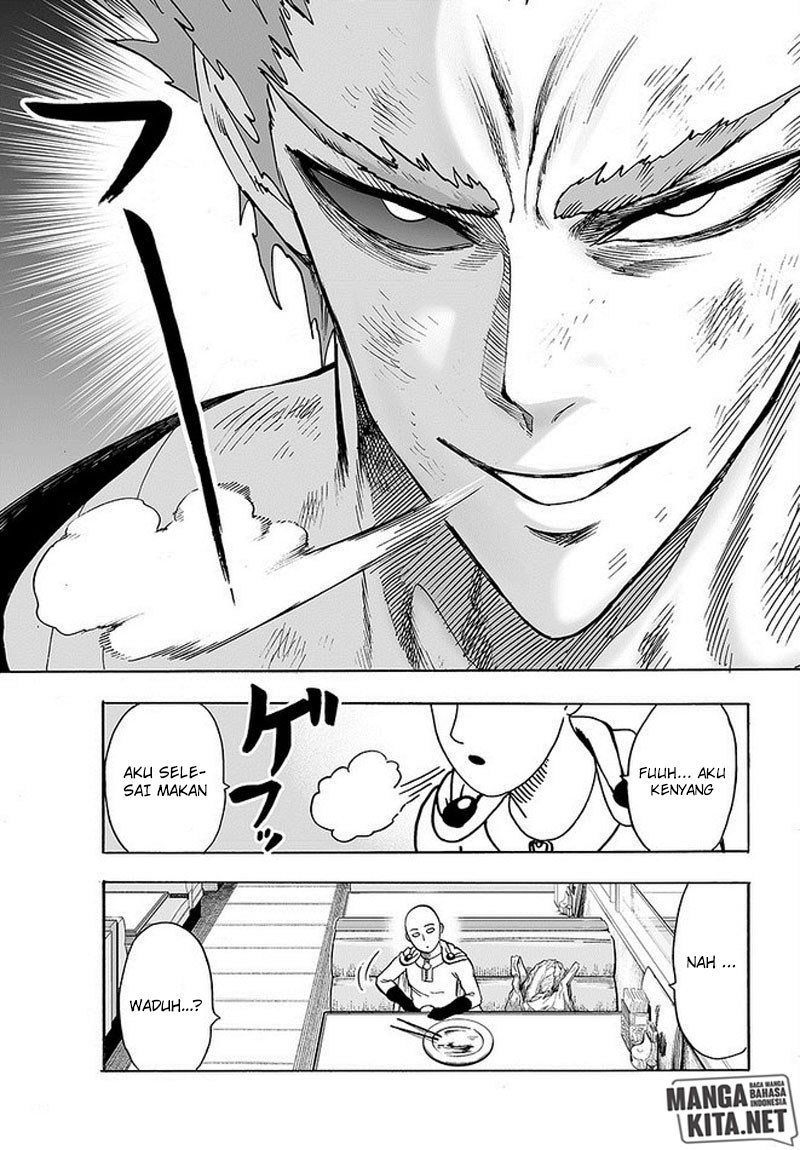 フーッ
FUUH... AKU
KENYANG
ゲフッ
AKU SELE-
SAI MAKAN
NAH ...
WADUH...?
MANGA
KITA.NET
BACA MANGA
BAHASA
INDONESIA